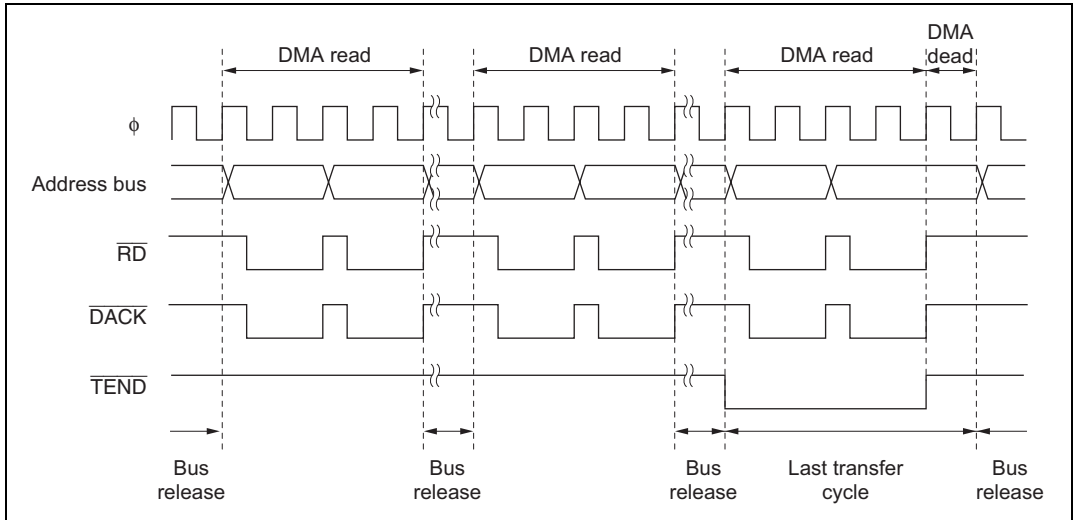 DMA read
DMA read
DMA read
DMA
dead
ϕ
Address bus
RD
DACK
TEND
Bus
release
Bus
release
Bus
release
Last transfer
cycle
Bus
release